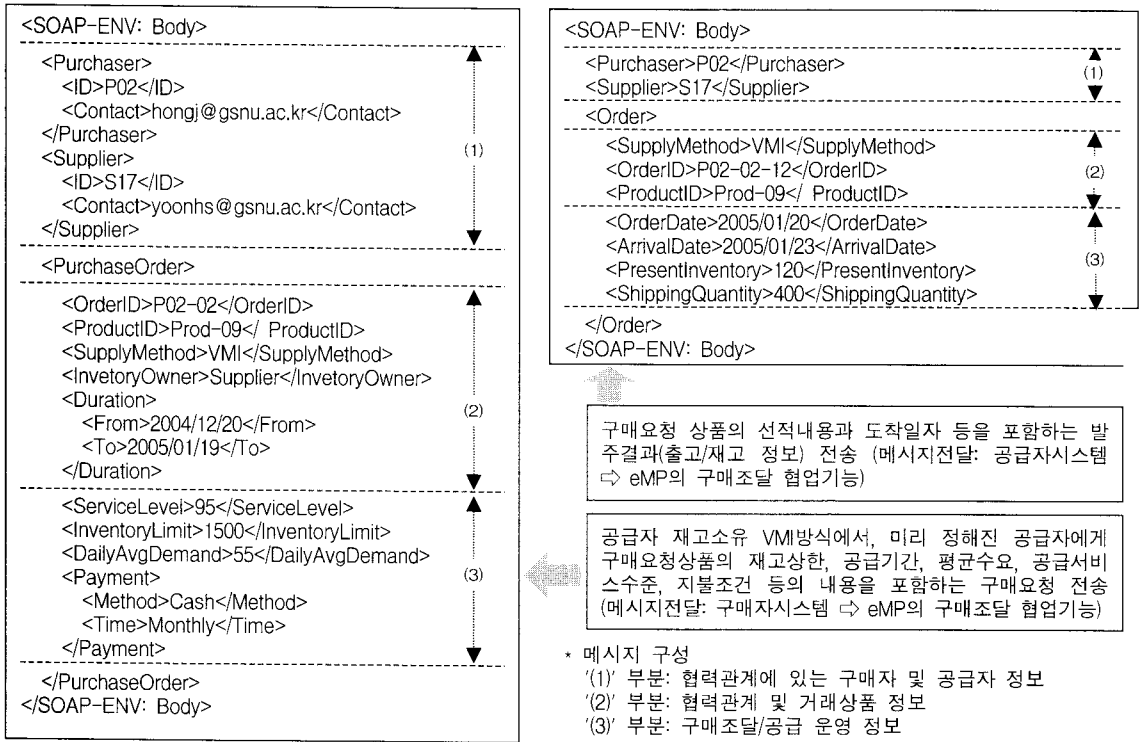 <SOAP-ENV: Body>
<Purchaser>
<ID>P02</ID>
<Contact>hongj@gsnu.ac.kr</Contact>
</Purchaser>
<Supplier>
<ID>S17</ID>
<Contact>yoonhs@gsnu.ac.kr</Contact>
</Supplier>
(1)
<PurchaseOrder>
<OrderID>P02-02</OrderID>
<ProductID>Prod-09</ ProductID>
<SupplyMethod>VMI</SupplyMethod>
<InvetoryOwner>Supplier</InvetoryOwner>
<Duration>
<From>2004/12/20</From>
<To>2005/01/19</To>
</Duration>
(2)
<ServiceLevel>95</ServiceLevel>
<InventoryLimit>1500</InventoryLimit>
<DailyAvgDemand>55</DailyAvgDemand>
<Payment>
<Method>Cash</Method>
<Time>Monthly</Time>
</Payment>
(3)
</PurchaseOrder>
</SOAP-ENV: Body>
<SOAP-ENV: Body>
<Purchaser>P02</Purchaser>
<Supplier>S17</Supplier>
(1)
<Order>
<SupplyMethod>VMI</SupplyMethod>
<OrderID>P02-02-12</OrderID>
<ProductID>Prod-09</ ProductID>
(2)
<OrderDate>2005/01/20</OrderDate>
<ArrivalDate>2005/01/23</ArrivalDate>
<PresentInventory>120</PresentInventory>
<ShippingQuantity>400</ShippingQuantity>
(3)
</Order>
</SOAP-ENV: Body>
구매요청 상품의 선적내용과 도착일자 등을 포함하는 발
주결과(출고/재고 정보) 전송 (메시지전달: 공급자시스템
⇨ eMP의 구매조달 협업기능)
공급자 재고소유 VMI방식에서, 미리 정해진 공급자에게
구매요청상품의 재고상한, 공급기간, 평균수요, 공급서비
스수준, 지불조건 등의 내용을 포함하는 구매요청 전송
(메시지전달: 구매자시스템 ⇨ eMP의 구매조달 협업기능)
* 메시지 구성
'(1)' 부분: 협력관계에 있는 구매자 및 공급자 정보
'(2)' 부분: 협력관계 및 거래상품 정보
'(3)' 부분: 구매조달/공급 운영 정보